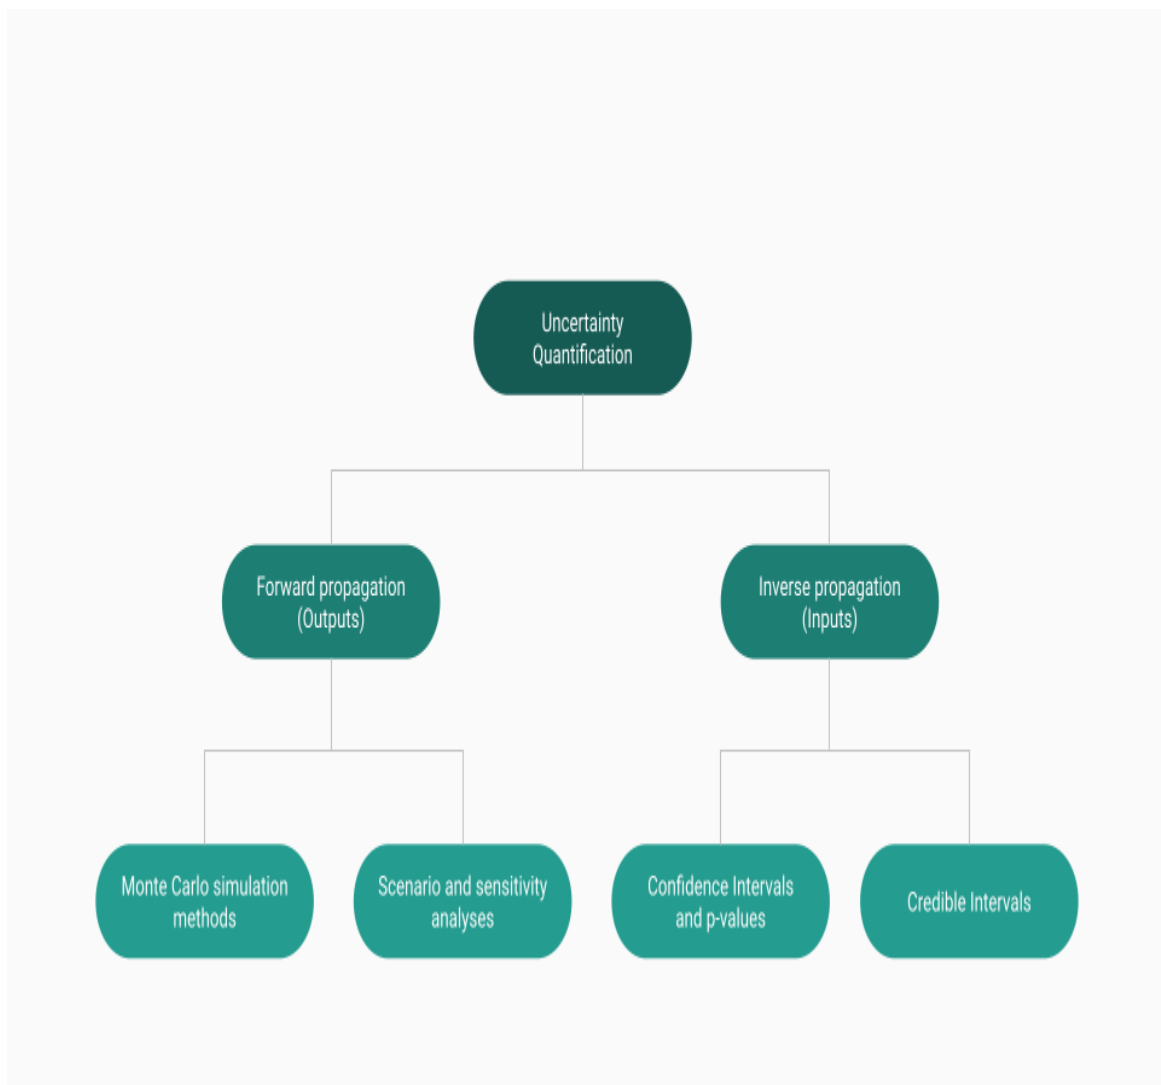 Uncertainty
Quantification
Forward propagation
(Outputs)
Inverse propagation
(Inputs)
Monte Carlo simulation
methods
Scenario and sensitivity
analyses
Confidence Intervals
and p-values
Credible Intervals